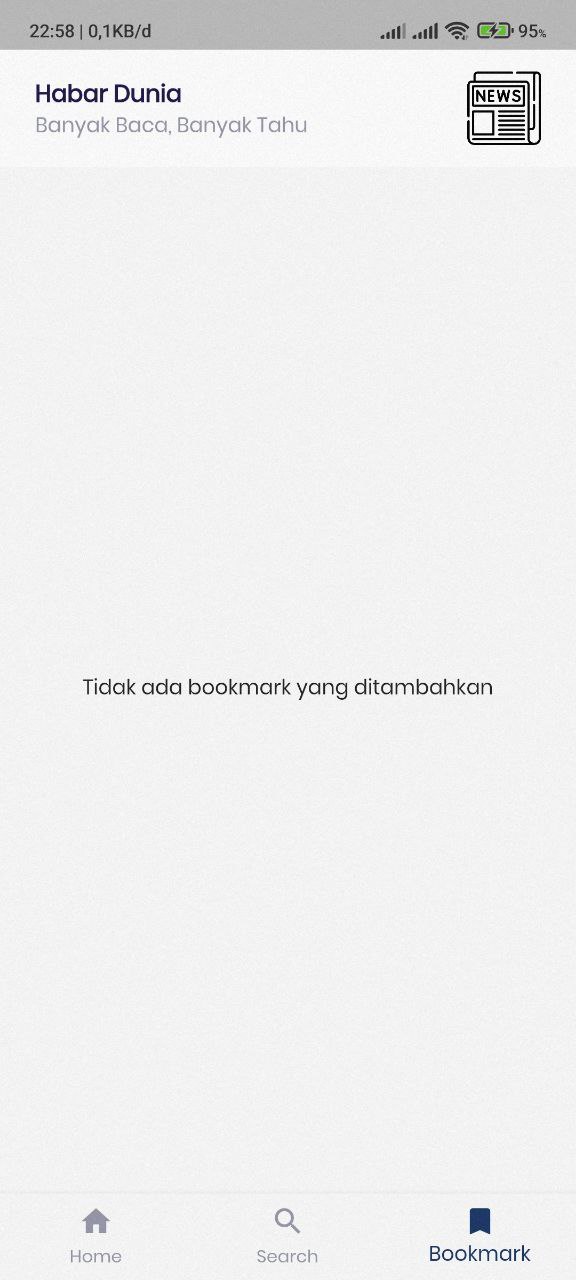 22:58 | 0,1KB/d 95%
Habar Dunia
Banyak Baca, Banyak Tahu
NEWS
Tidak ada bookmark yang ditambahkan
Home Search Bookmark